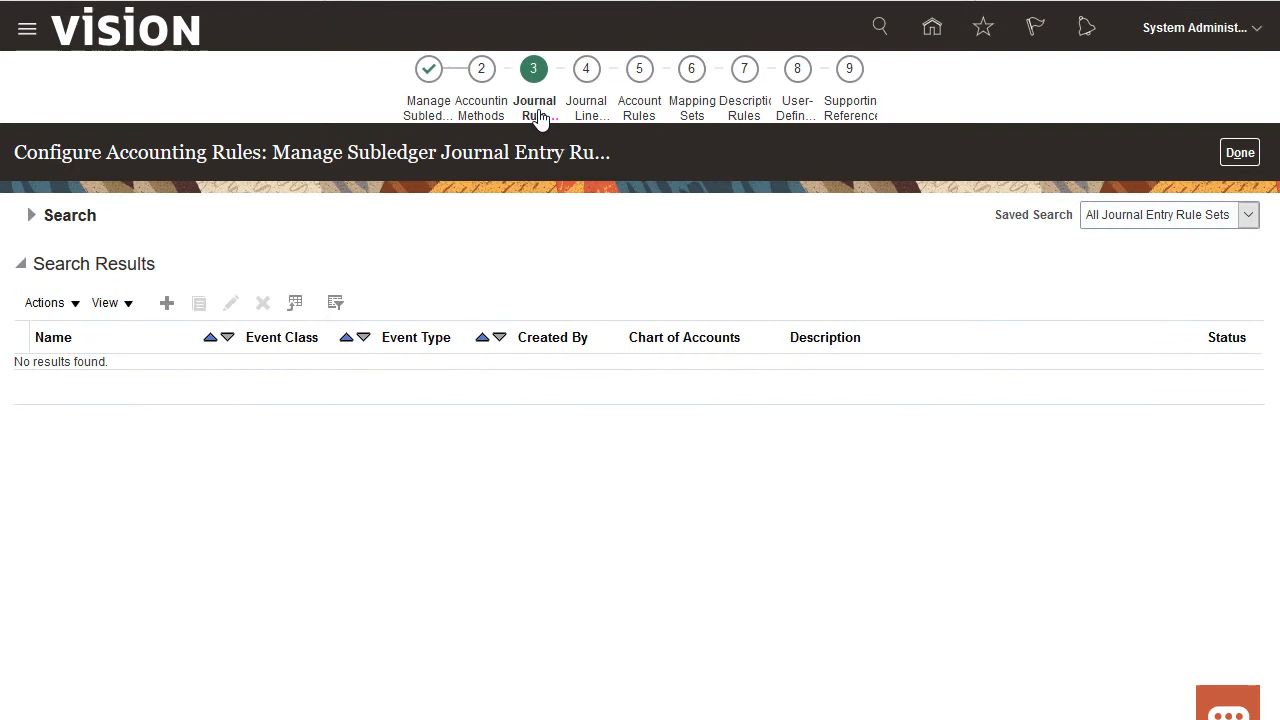 VISION
System Administ...
2 3 4 5 6 7 8 9
Manage Accountin Journal Journal Account Mapping Descriptic User- Supportin
Subled... Methods Line... Rules Sets Rules Defin... Reference
Configure Accounting Rules: Manage Subledger Journal Entry Ru...
Done
Search
Saved Search All Journal Entry Rule Sets
Search Results
Actions View
Name Event Class Event Type Created By Chart of Accounts Description Status
No results found.